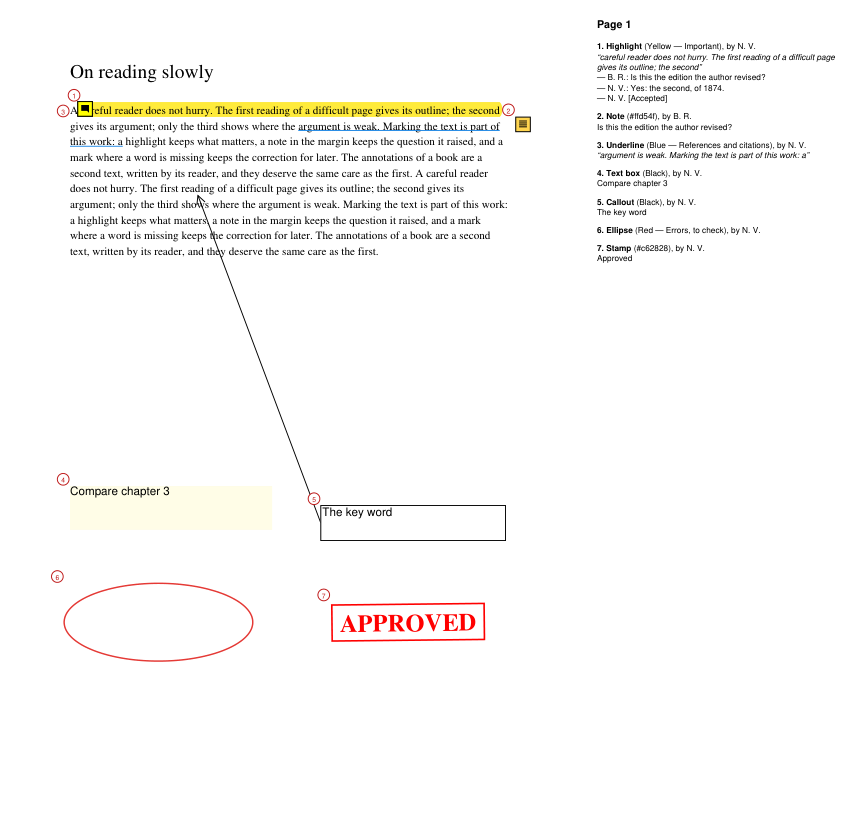 On reading slowly
1
3 A careful reader does not hurry. The first reading of a difficult page gives its outline; the second 2
gives its argument; only the third shows where the argument is weak. Marking the text is part of
this work: a highlight keeps what matters, a note in the margin keeps the question it raised, and a
mark where a word is missing keeps the correction for later. The annotations of a book are a
second text, written by its reader, and they deserve the same care as the first. A careful reader
does not hurry. The first reading of a difficult page gives its outline; the second gives its
argument; only the third shows where the argument is weak. Marking the text is part of this work:
a highlight keeps what matters, a note in the margin keeps the question it raised, and a mark
where a word is missing keeps the correction for later. The annotations of a book are a second
text, written by its reader, and they deserve the same care as the first.
4
Compare chapter 3
5
The key word
6
7
APPROVED
Page 1
1. Highlight (Yellow — Important), by N. V.
“careful reader does not hurry. The first reading of a difficult page
gives its outline; the second”
— B. R.: Is this the edition the author revised?
— N. V.: Yes: the second, of 1874.
— N. V. [Accepted]
2. Note (#ffd54f), by B. R.
Is this the edition the author revised?
3. Underline (Blue — References and citations), by N. V.
“argument is weak. Marking the text is part of this work: a”
4. Text box (Black), by N. V.
Compare chapter 3
5. Callout (Black), by N. V.
The key word
6. Ellipse (Red — Errors, to check), by N. V.
7. Stamp (#c62828), by N. V.
Approved